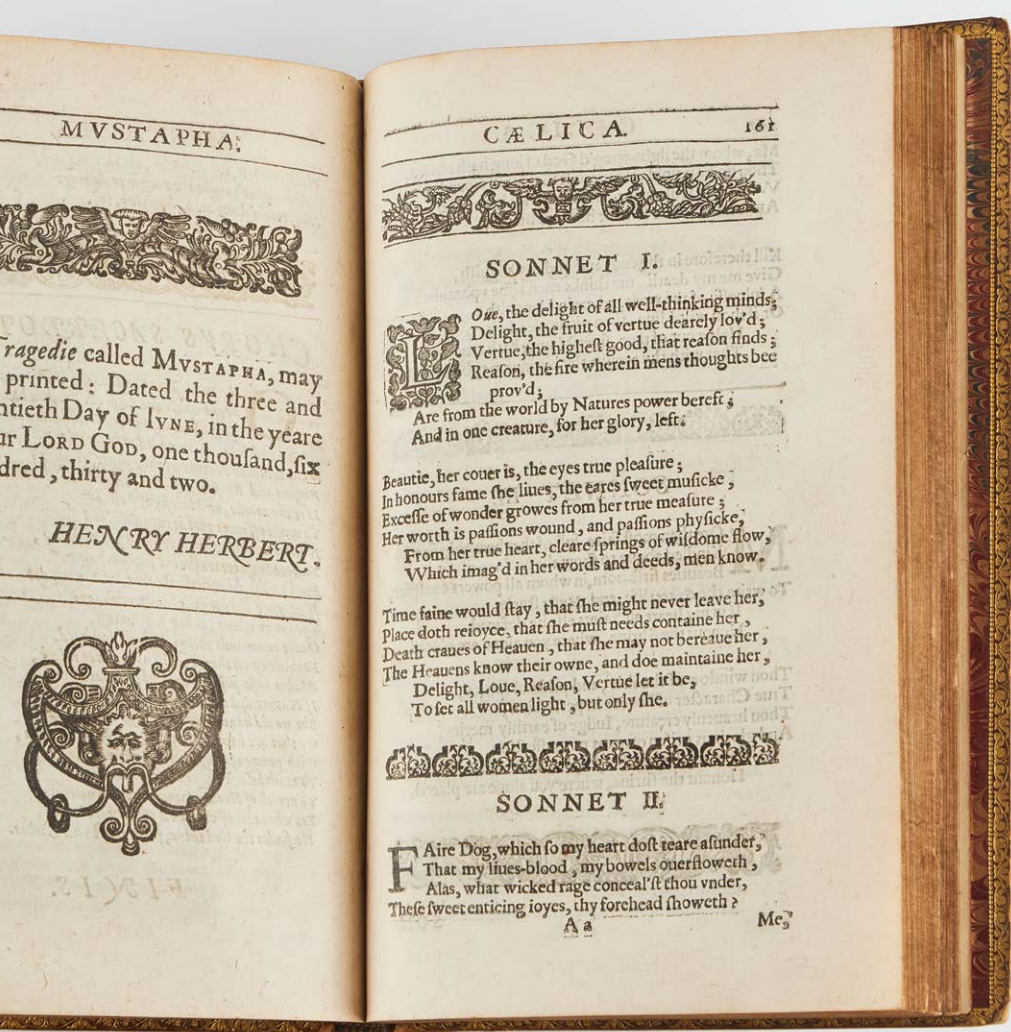 MVSTAPHA.
ragedie called MVSTAPHA, may
printed: Dated the three and
ntieth Day of IVNE, in the yeare
ur LORD GOD, one thouſand, ſix
dred, thirty and two.
HENRY HERBERT.
CÆLICA. 161
SONNET I.
LOue, the delight of all well-thinking minds;
Delight, the fruit of vertue dearely lov'd;
Vertue, the higheſt good, that reaſon finds;
Reaſon, the fire wherein mens thoughts bee
prov'd;
Are from the world by Natures power bereft;
And in one creature, for her glory, left.
Beautie, her couer is, the eyes true pleaſure;
In honours fame ſhe liues, the eares ſweet muſicke,
Exceſſe of wonder growes from her true meaſure;
Her worth is paſſions wound, and paſſions phyſicke,
From her true heart, cleare ſprings of wiſdome flow,
Which imag'd in her words and deeds, men know.
Time faine would ſtay, that ſhe might never leave her,
Place doth reioyce, that ſhe muſt needs containe her,
Death craues of Heauen, that ſhe may not bereaue her,
The Heauens know their owne, and doe maintaine her,
Delight, Loue, Reaſon, Vertue let it be,
To ſet all women light, but only ſhe.
SONNET II.
FAire Dog, which ſo my heart doſt teare aſunder,
That my liues-blood, my bowels ouerfloweth,
Alas, what wicked rage conceal'ſt thou vnder,
Theſe ſweet enticing ioyes, thy forehead ſhoweth?
A a Me,